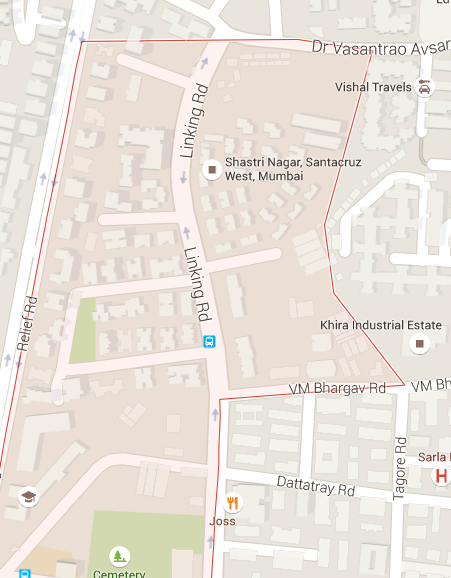 Dr Vasantrao Avsar
Vishal Travels
Linking Rd
Shastri Nagar, Santacruz
West, Mumbai
Linking Rd
Relief Rd
Khira Industrial Estate
VM Bhargav Rd
VM Bh
Tagore Rd
Sarla
H
Dattatray Rd
Joss
Cemetery